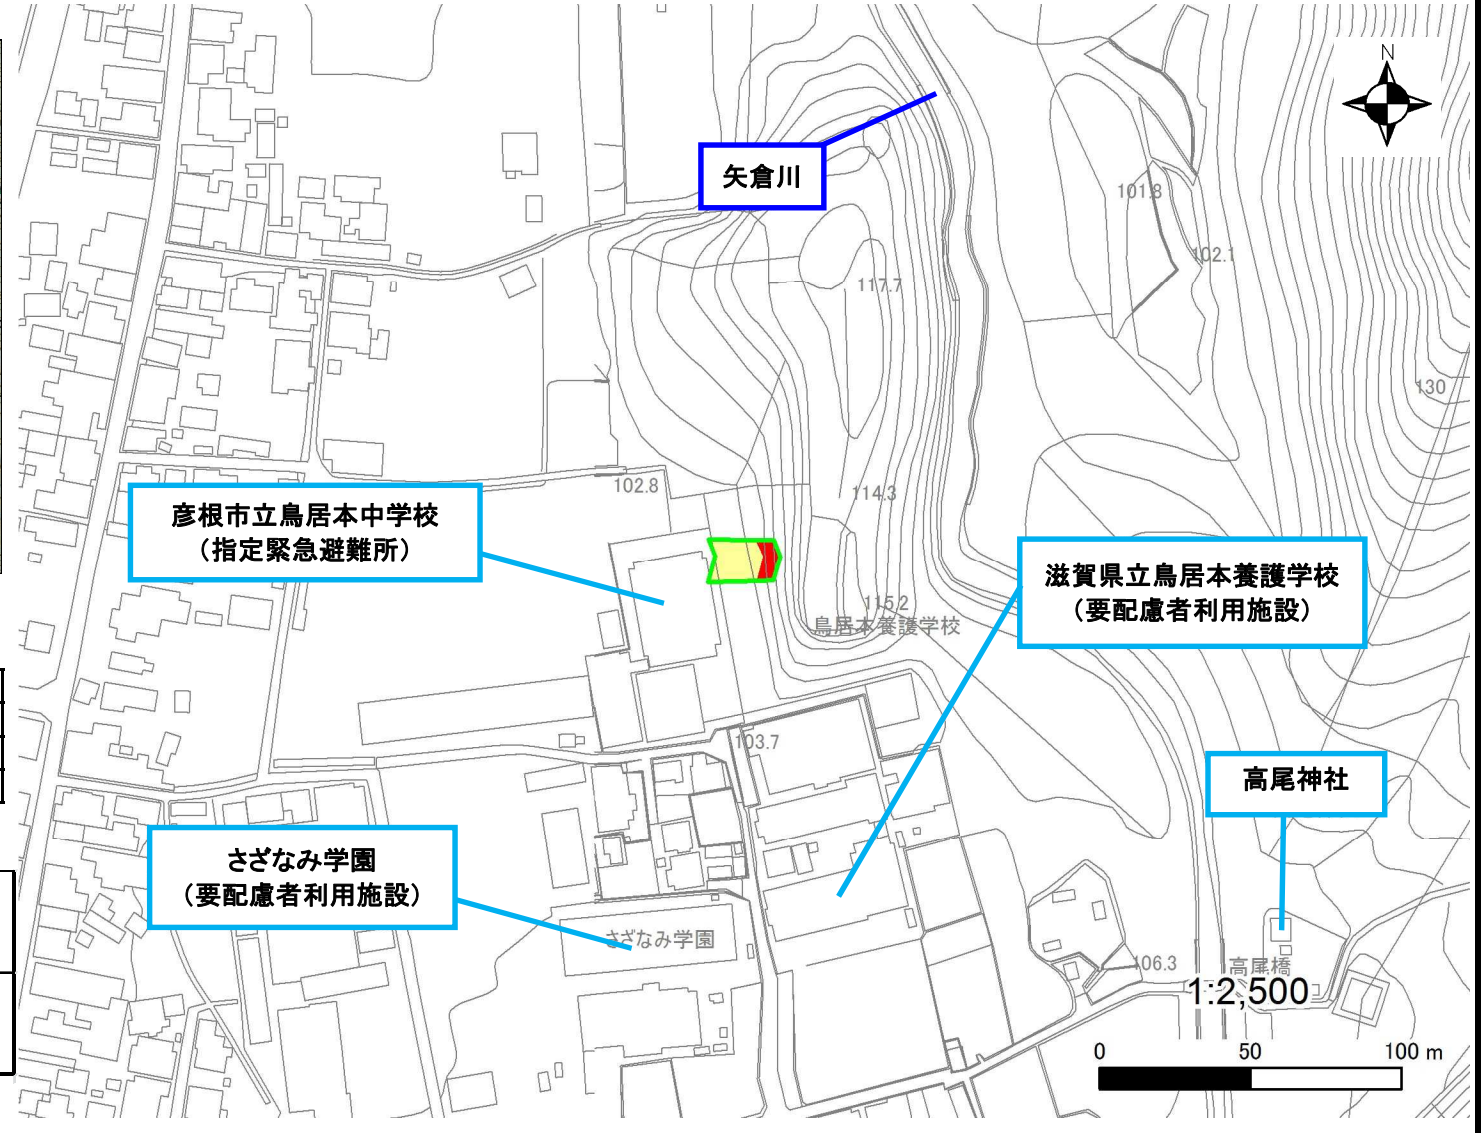 N
矢倉川
101.8
102.1
117.7
130
102.8
114.3
彦根市立鳥居本中学校
（指定緊急避難所）
滋賀県立鳥居本養護学校
（要配慮者利用施設）
115.2
鳥居本養護学校
103.7
高尾神社
さざなみ学園
（要配慮者利用施設）
さざなみ学園
106.3
高尾橋
1:2,500
0 50 100 m